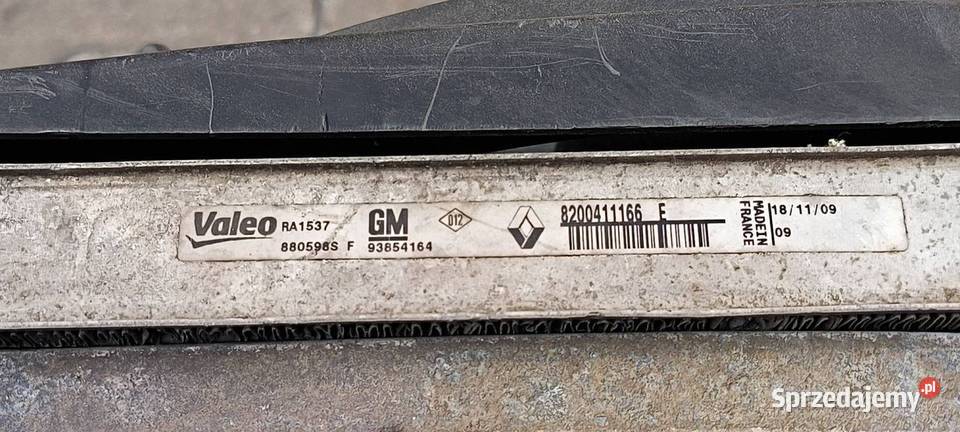 Valeo RA1537
880598S F
GM
93854164
012
8200411166 E
MADE IN
FRANCE
18/11/09
09
Sprzedajemy.pl